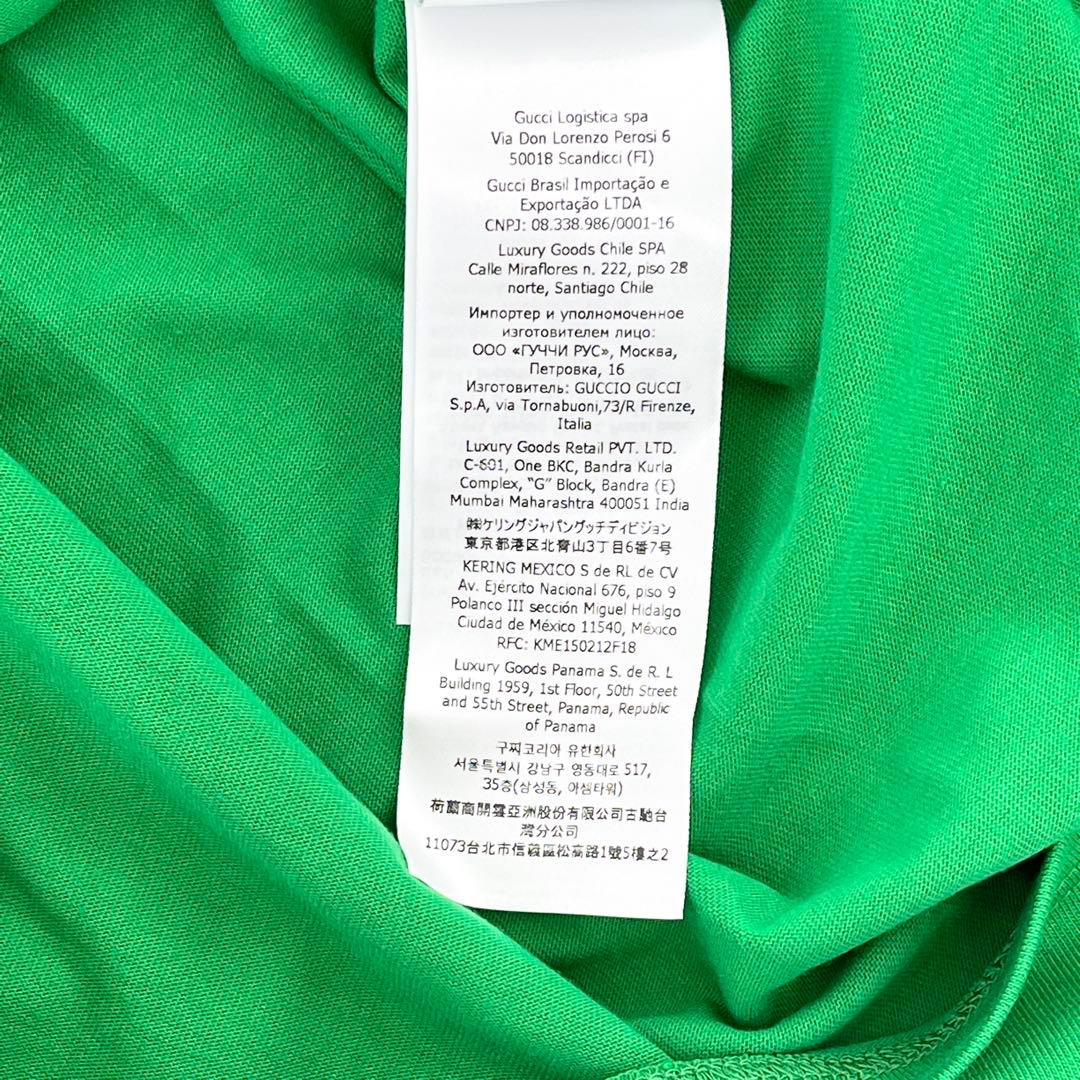 Gucci Logistica spa
Via Don Lorenzo Perosi 6
50018 Scandicci (FI)
Gucci Brasil Importação e
Exportação LTDA
CNPJ: 08.338.986/0001-16
Luxury Goods Chile SPA
Calle Miraflores n. 222, piso 28
norte, Santiago Chile
Импортер и уполномоченное
изготовителем лицо:
ООО «ГУЧЧИ РУС», Москва,
Петровка, 16
Изготовитель: GUCCIO GUCCI
S.p.A, via Tornabuoni,73/R Firenze,
Italia
Luxury Goods Retail PVT. LTD.
C-601, One BKC, Bandra Kurla
Complex, "G" Block, Bandra (E)
Mumbai Maharashtra 400051 India
㈱ケリングジャパングッチディビジョン
東京都港区北青山3丁目6番7号
KERING MEXICO S de RL de CV
Av. Ejército Nacional 676, piso 9
Polanco III sección Miguel Hidalgo
Ciudad de México 11540, México
RFC: KME150212F18
Luxury Goods Panama S. de R. L
Building 1959, 1st Floor, 50th Street
and 55th Street, Panama, Republic
of Panama
구찌코리아 유한회사
서울특별시 강남구 영동대로 517,
35층(삼성동, 아셈타워)
荷蘭商開雲亞洲股份有限公司古馳台
灣分公司
11073台北市信義區松高路1號5樓之2